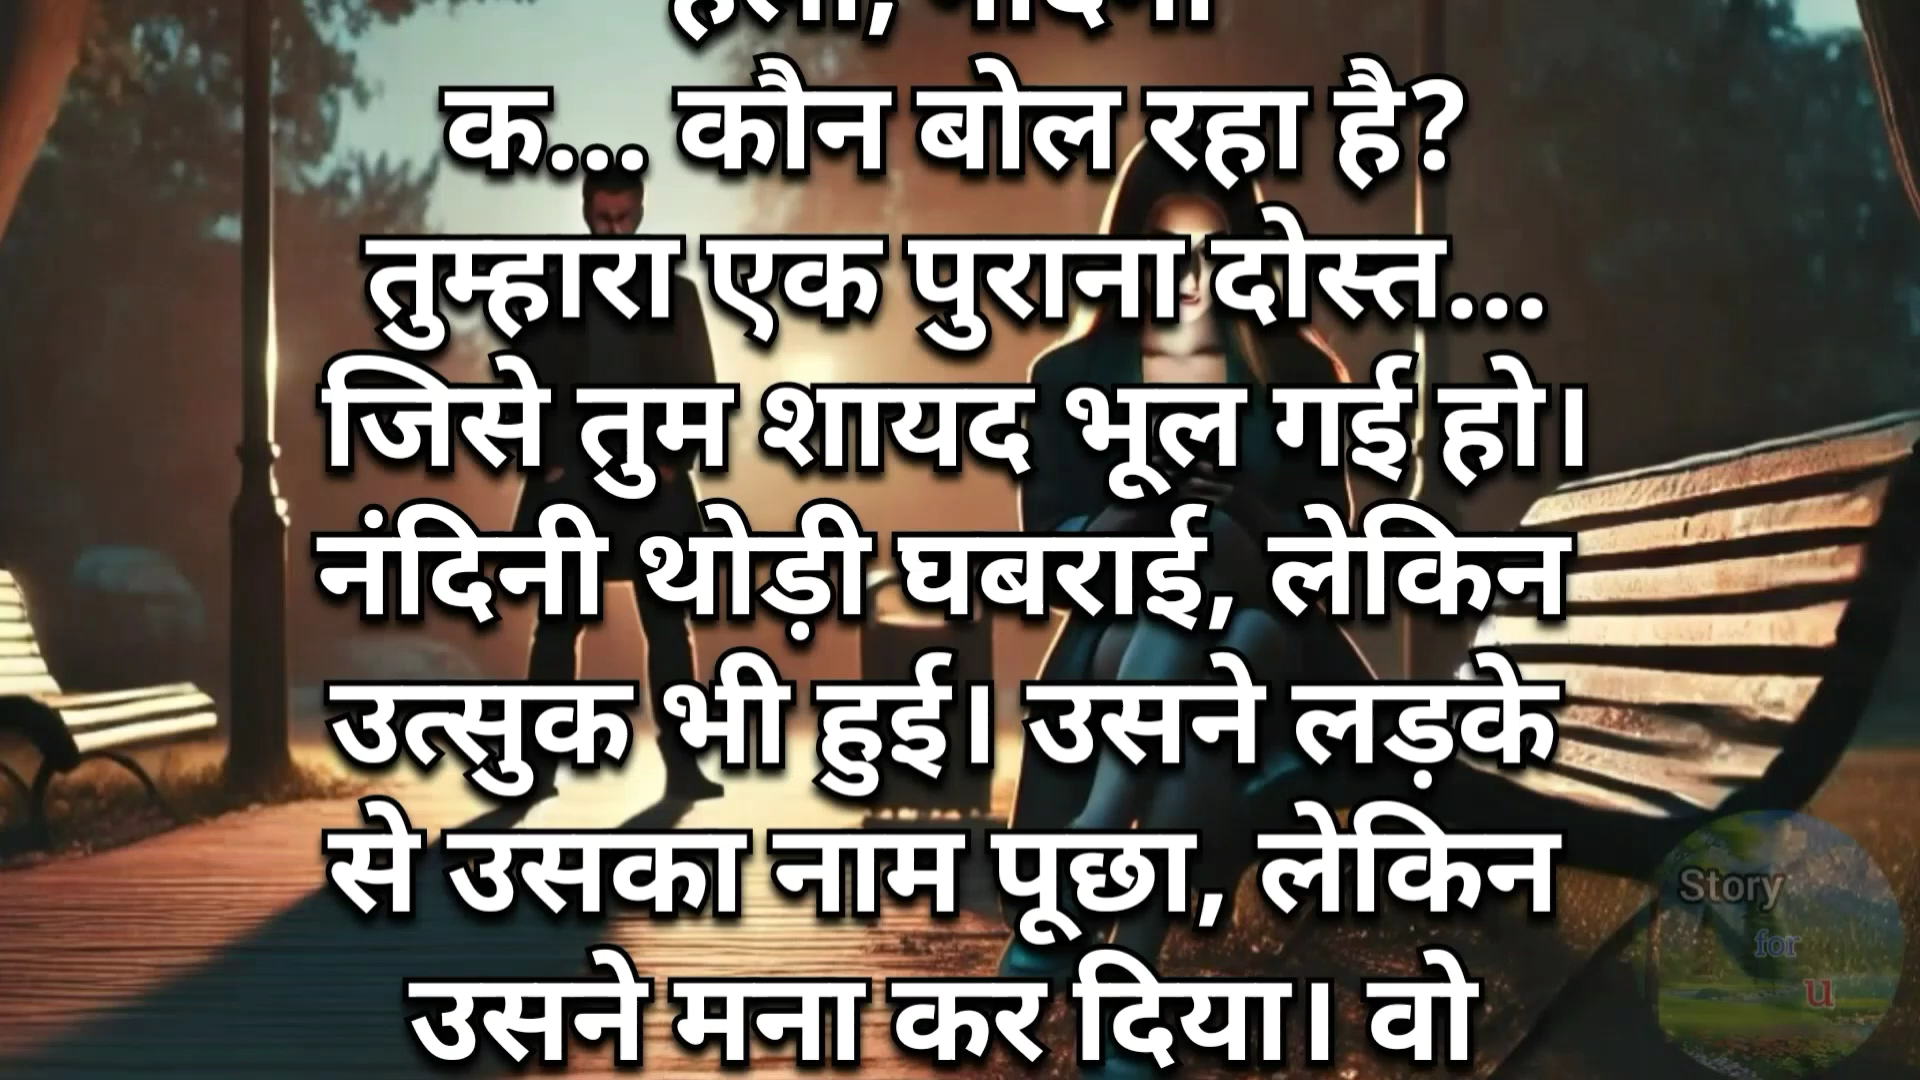 क... कौन बोल रहा है?
तुम्हारा एक पुराना दोस्त...
जिसे तुम शायद भूल गई हो।
नंदिनी थोड़ी घबराई, लेकिन
उत्सुक भी हुई। उसने लड़के
से उसका नाम पूछा, लेकिन
उसने मना कर दिया। वो
Story
for
u